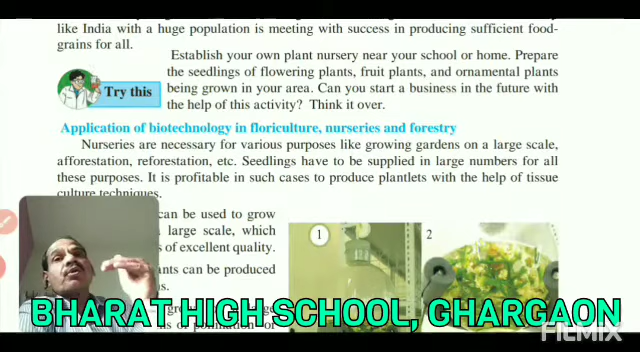 like India with a huge population is meeting with success in producing sufficient food-
grains for all.
Establish your own plant nursery near your school or home. Prepare
the seedlings of flowering plants, fruit plants, and ornamental plants
Try this
being grown in your area. Can you start a business in the future with
the help of this activity? Think it over.
Application of biotechnology in floriculture, nurseries and forestry
Nurseries are necessary for various purposes like growing gardens on a large scale,
afforestation, reforestation, etc. Seedlings have to be supplied in large numbers for all
these purposes. It is profitable in such cases to produce plantlets with the help of tissue
culture techniques.
can be used to grow
large scale, which
of excellent quality.
can be produced
1
2
BHARAT HIGH SCHOOL, GHARGAON
FILMIX